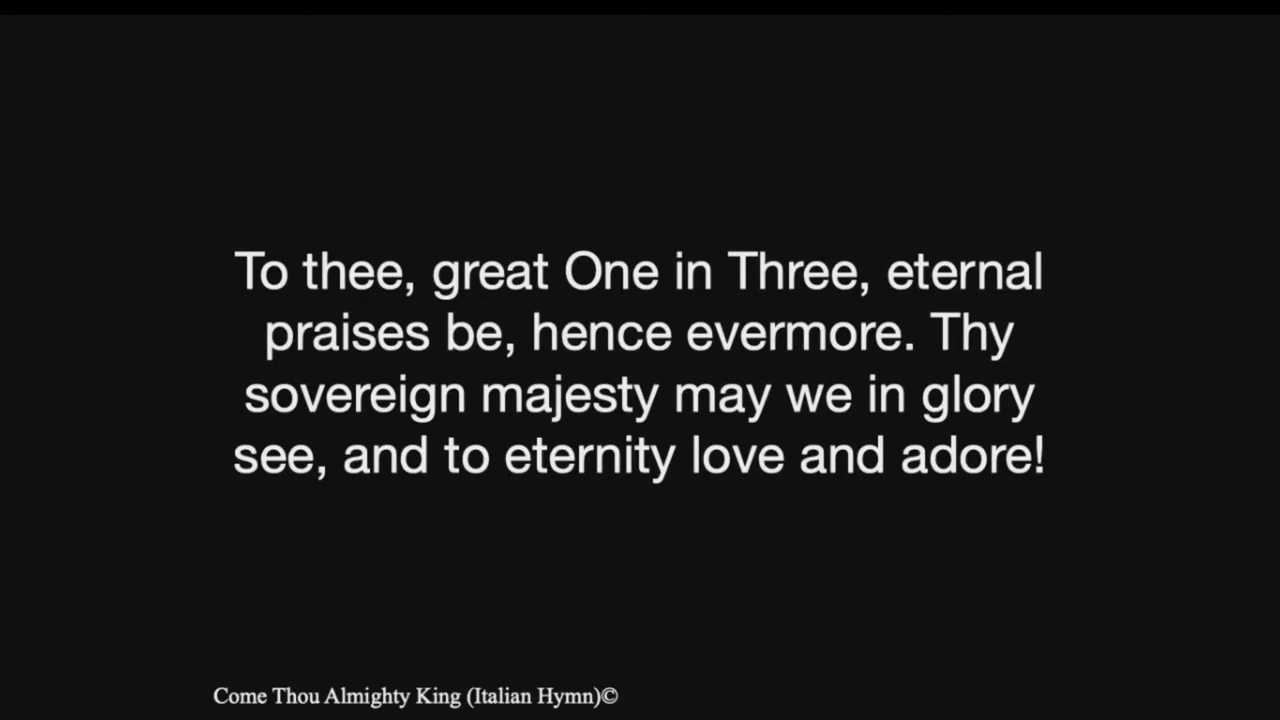 To thee, great One in Three, eternal
praises be, hence evermore. Thy
sovereign majesty may we in glory
see, and to eternity love and adore!
Come Thou Almighty King (Italian Hymn)©